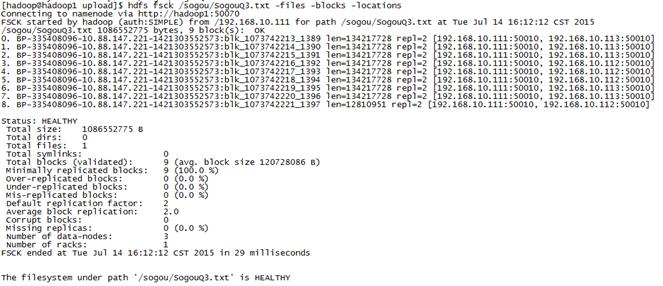 [hadoop@hadoop1 upload]$ hdfs fsck /sogou/SogouQ3.txt -files -blocks -locations
Connecting to namenode via http://hadoop1:50070
FSCK started by hadoop (auth:SIMPLE) from /192.168.10.111 for path /sogou/SogouQ3.txt at Tue Jul 14 16:12:12 CST 2015
/sogou/SogouQ3.txt 1086552775 bytes, 9 block(s):  OK
0. BP-335408096-10.88.147.221-1421303552573:blk_1073742213_1389 len=134217728 repl=2 [192.168.10.111:50010, 192.168.10.113:50010]
1. BP-335408096-10.88.147.221-1421303552573:blk_1073742214_1390 len=134217728 repl=2 [192.168.10.111:50010, 192.168.10.113:50010]
2. BP-335408096-10.88.147.221-1421303552573:blk_1073742215_1391 len=134217728 repl=2 [192.168.10.111:50010, 192.168.10.113:50010]
3. BP-335408096-10.88.147.221-1421303552573:blk_1073742216_1392 len=134217728 repl=2 [192.168.10.111:50010, 192.168.10.112:50010]
4. BP-335408096-10.88.147.221-1421303552573:blk_1073742217_1393 len=134217728 repl=2 [192.168.10.111:50010, 192.168.10.113:50010]
5. BP-335408096-10.88.147.221-1421303552573:blk_1073742218_1394 len=134217728 repl=2 [192.168.10.111:50010, 192.168.10.112:50010]
6. BP-335408096-10.88.147.221-1421303552573:blk_1073742219_1395 len=134217728 repl=2 [192.168.10.111:50010, 192.168.10.113:50010]
7. BP-335408096-10.88.147.221-1421303552573:blk_1073742220_1396 len=134217728 repl=2 [192.168.10.111:50010, 192.168.10.113:50010]
8. BP-335408096-10.88.147.221-1421303552573:blk_1073742221_1397 len=12810951 repl=2 [192.168.10.111:50010, 192.168.10.112:50010]
Status: HEALTHY
Total size: 1086552775 B
Total dirs: 0
Total files: 1
Total symlinks: 0
Total blocks (validated): 9 (avg. block size 120728086 B)
Minimally replicated blocks: 9 (100.0 %)
Over-replicated blocks: 0 (0.0 %)
Under-replicated blocks: 0 (0.0 %)
Mis-replicated blocks: 0 (0.0 %)
Default replication factor: 2
Average block replication: 2.0
Corrupt blocks: 0
Missing replicas: 0 (0.0 %)
Number of data-nodes: 3
Number of racks: 1
FSCK ended at Tue Jul 14 16:12:12 CST 2015 in 29 milliseconds
The filesystem under path '/sogou/SogouQ3.txt' is HEALTHY